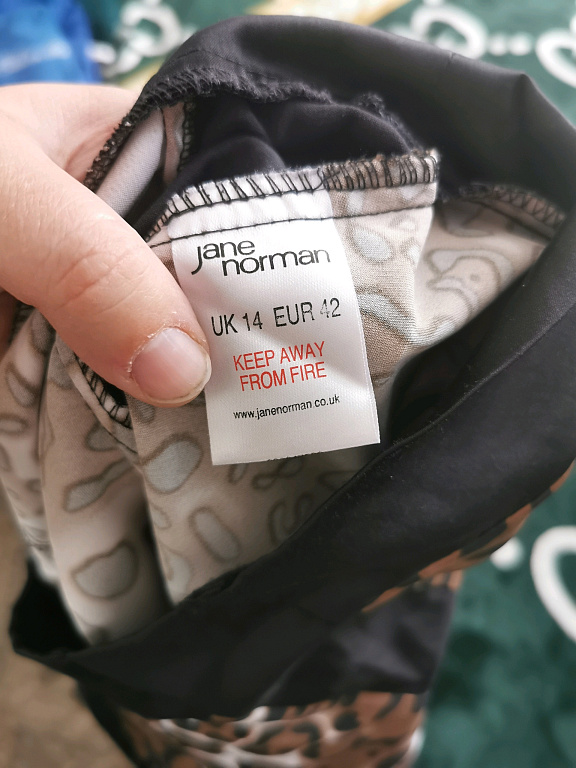 jane
norman
UK 14 EUR 42
KEEP AWAY
FROM FIRE
www.janenorman.co.uk